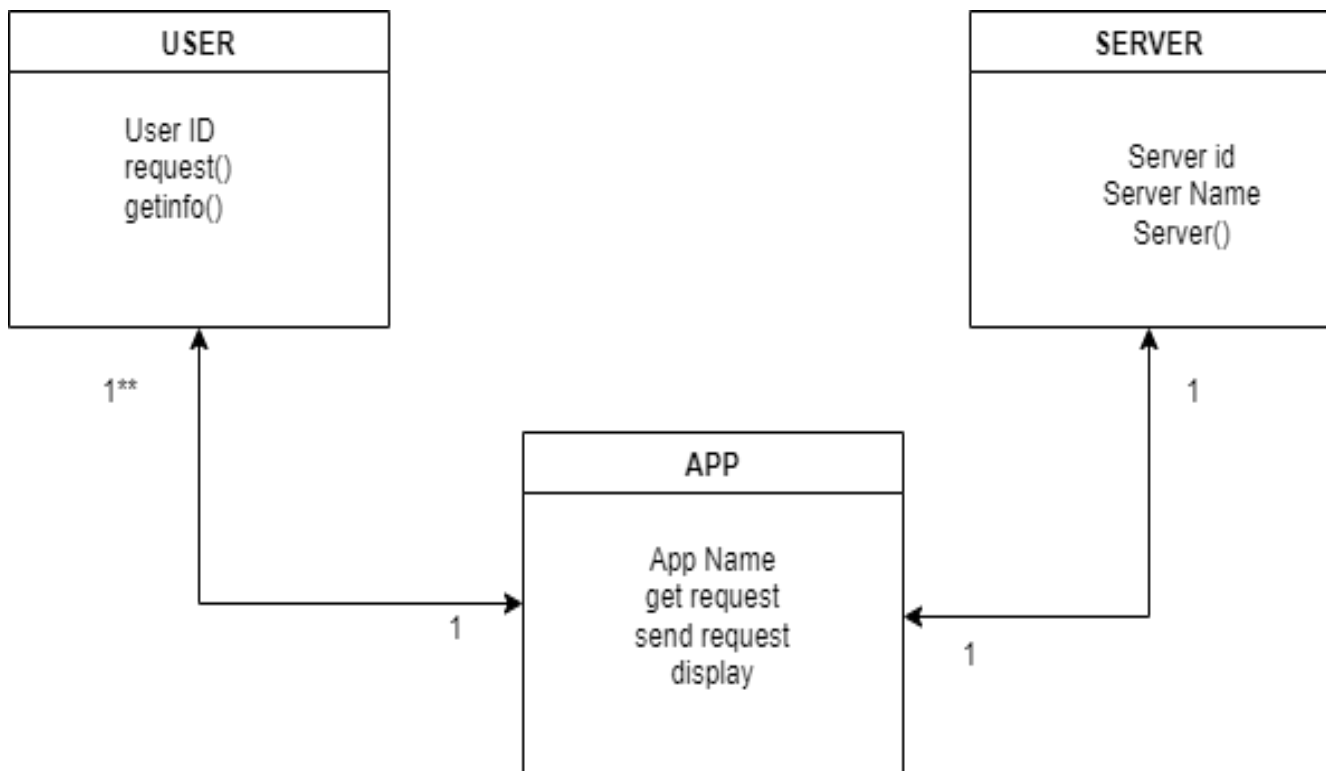 USER
User ID
request()
getinfo()
SERVER
Server id
Server Name
Server()
1**
1
APP
App Name
get request
send request
display
1
1